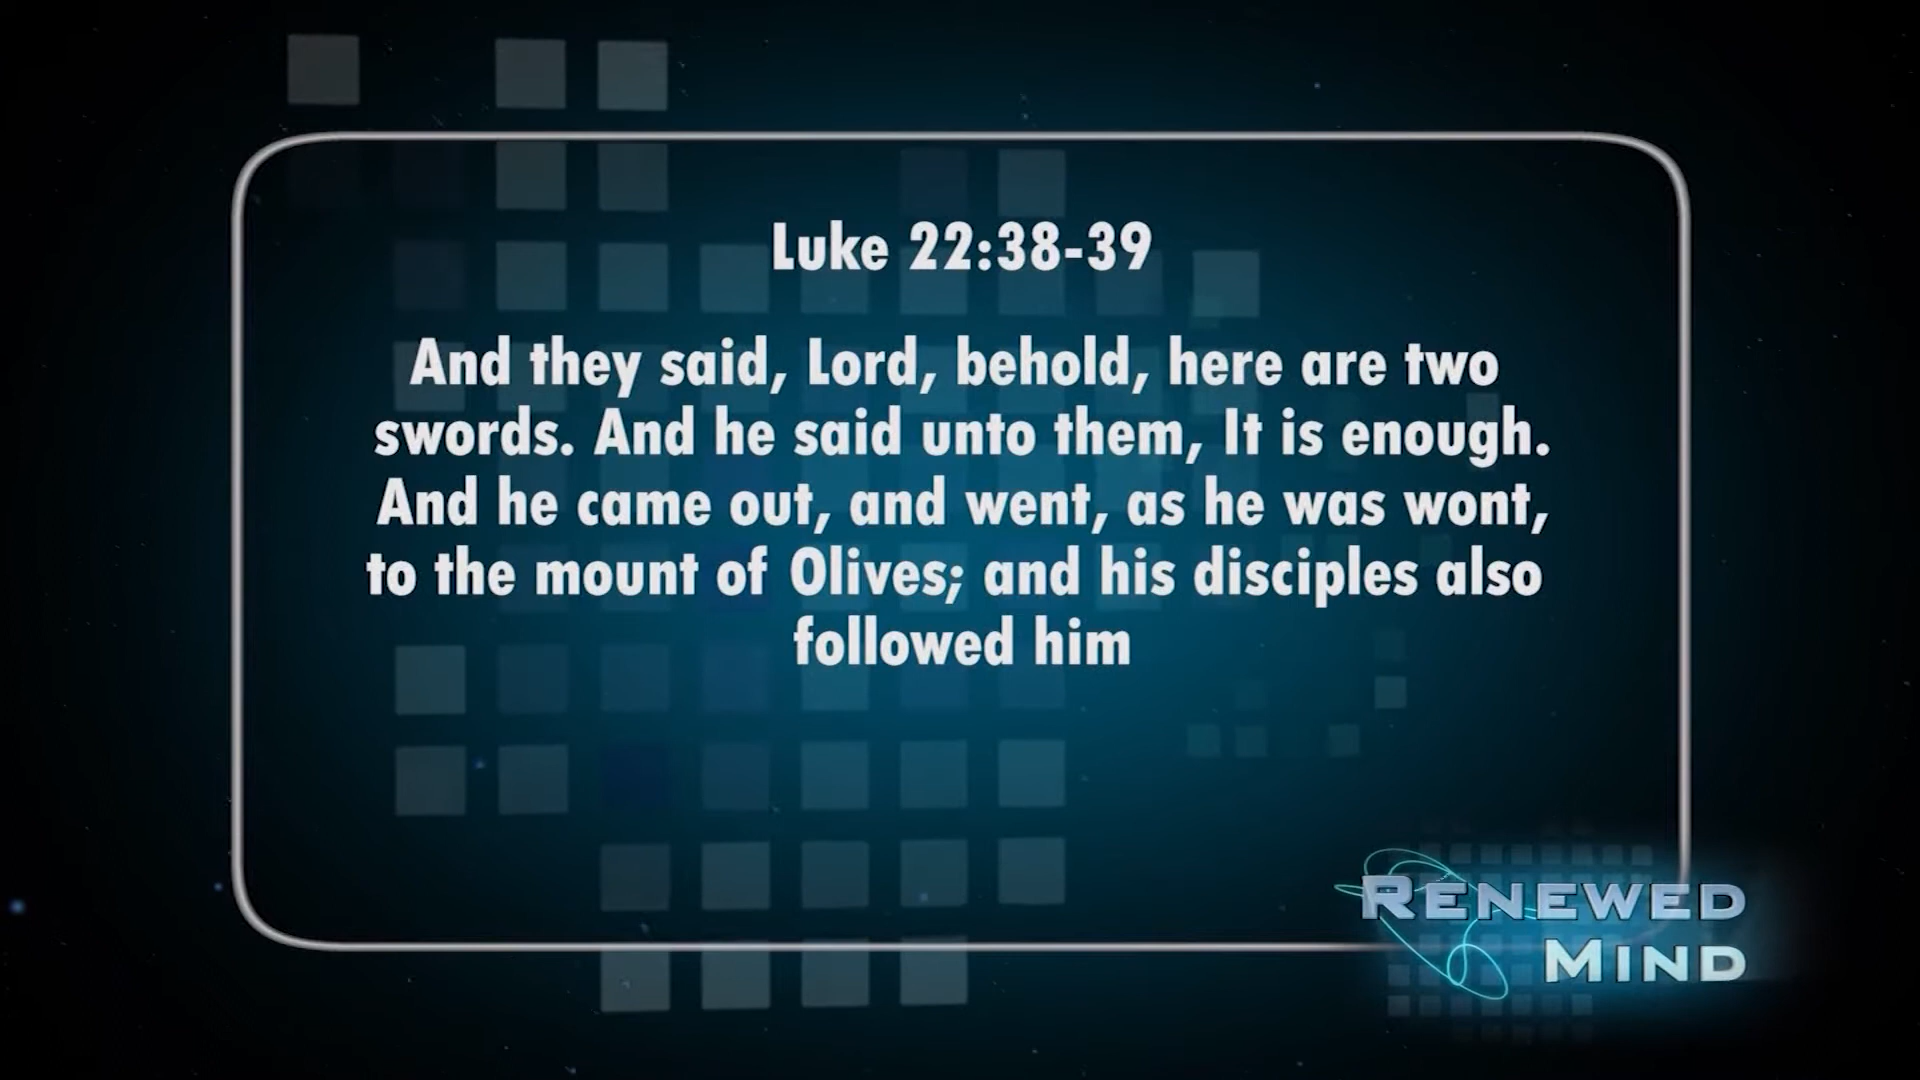 Luke 22:38-39
And they said, Lord, behold, here are two
swords. And he said unto them, It is enough.
And he came out, and went, as he was wont,
to the mount of Olives; and his disciples also
followed him
RENEWED
MIND